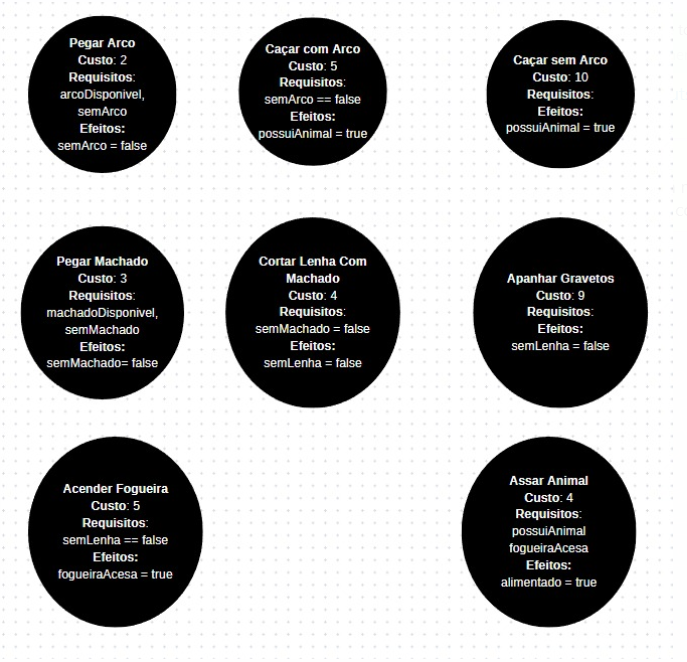 Pegar Arco
Custo: 2
Requisitos:
arcoDisponivel,
semArco
Efeitos:
semArco = false
Caçar com Arco
Custo: 5
Requisitos:
semArco == false
Efeitos:
possuiAnimal = true
Caçar sem Arco
Custo: 10
Requisitos:
Efeitos:
possuiAnimal = true
Pegar Machado
Custo: 3
Requisitos:
machadoDisponivel,
semMachado
Efeitos:
semMachado= false
Cortar Lenha Com
Machado
Custo: 4
Requisitos:
semMachado = false
Efeitos:
semLenha = false
Apanhar Gravetos
Custo: 9
Requisitos:
Efeitos:
semLenha = false
Acender Fogueira
Custo: 5
Requisitos:
semLenha == false
Efeitos:
fogueiraAcesa = true
Assar Animal
Custo: 4
Requisitos:
possuiAnimal
fogueiraAcesa
Efeitos:
alimentado = true